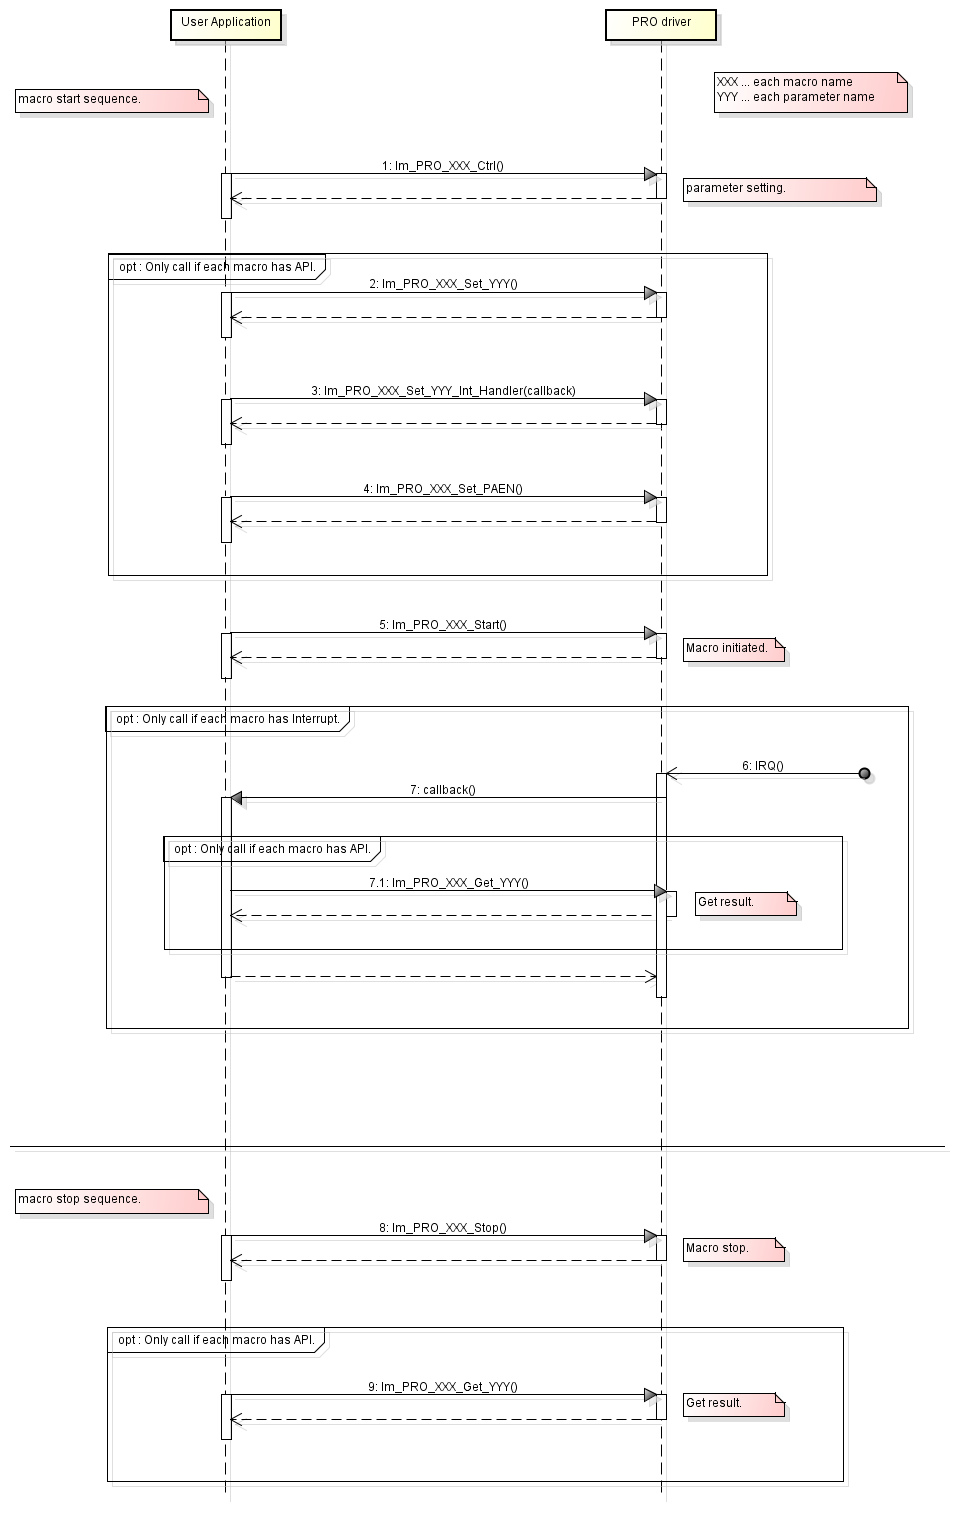 User Application
PRO driver
XXX ... each macro name
YYY ... each parameter name
macro start sequence.
1: Im_PRO_XXX_Ctrl()
parameter setting.
opt : Only call if each macro has API.
2: Im_PRO_XXX_Set_YYY()
3: Im_PRO_XXX_Set_YYY_Int_Handler(callback)
4: Im_PRO_XXX_Set_PAEN()
5: Im_PRO_XXX_Start()
Macro initiated.
opt : Only call if each macro has Interrupt.
6: IRQ()
7: callback()
opt : Only call if each macro has API.
7.1: Im_PRO_XXX_Get_YYY()
Get result.
macro stop sequence.
8: Im_PRO_XXX_Stop()
Macro stop.
opt : Only call if each macro has API.
9: Im_PRO_XXX_Get_YYY()
Get result.